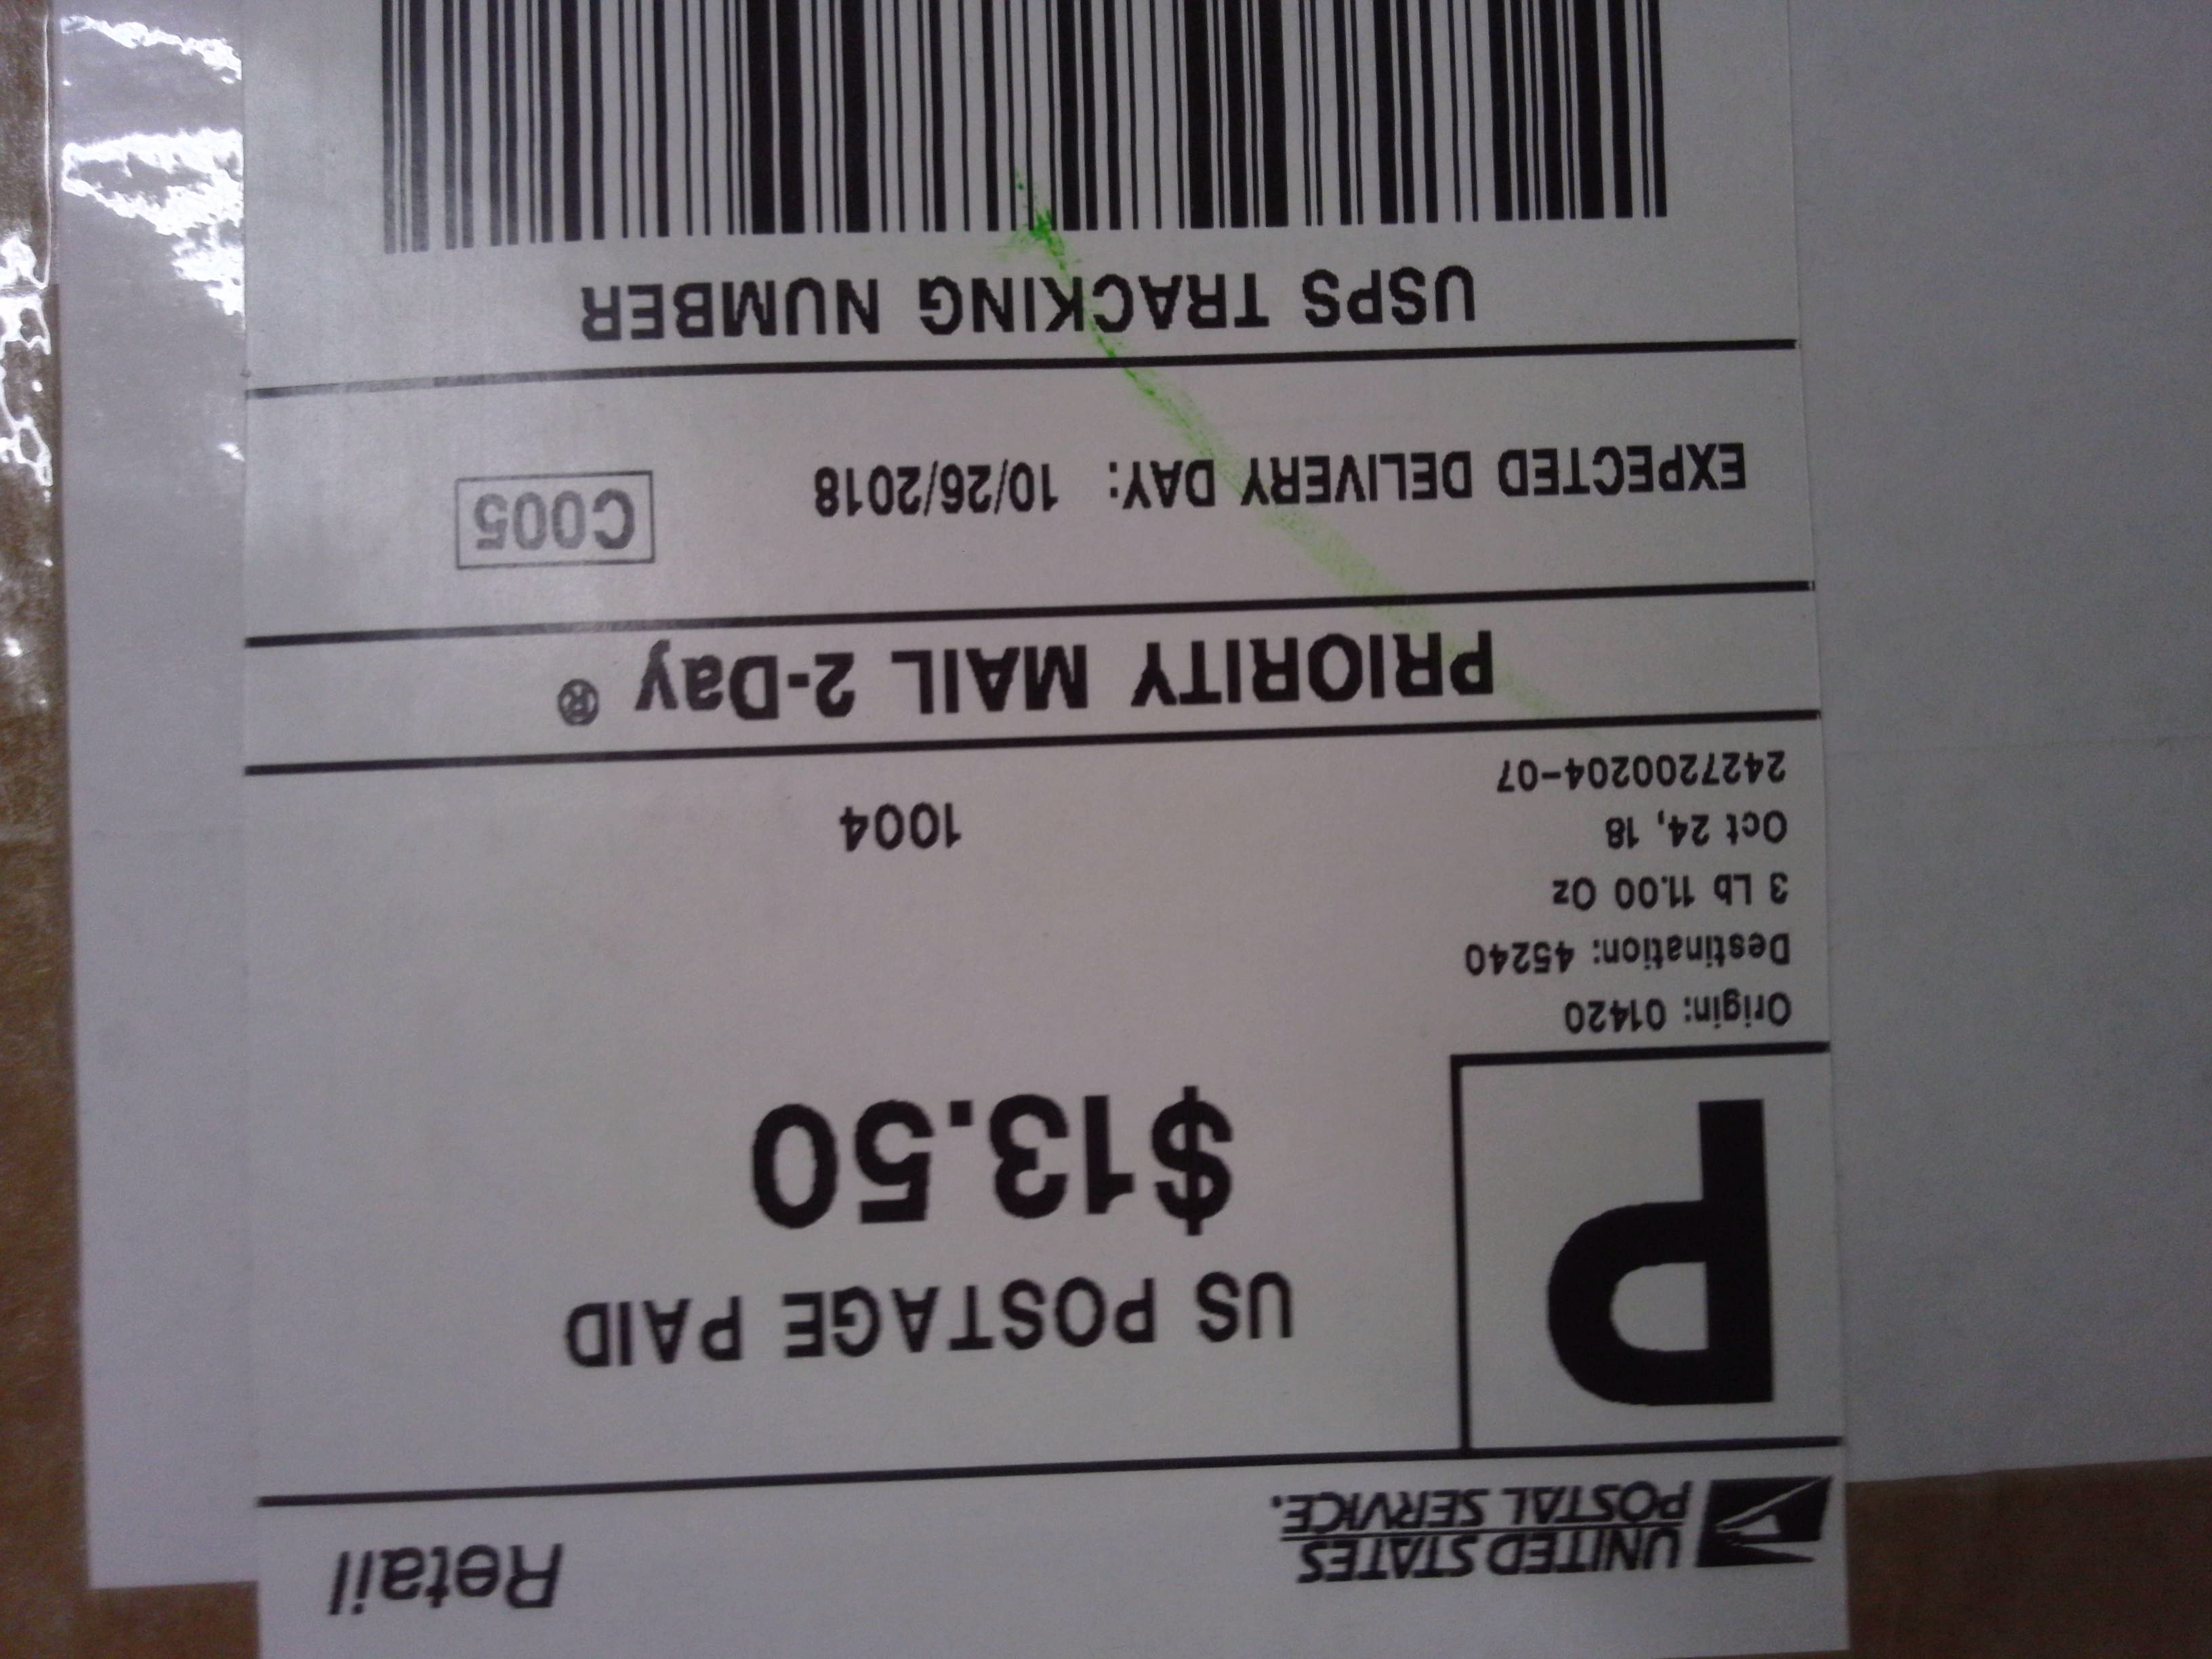 UNITED STATES
POSTAL SERVICE.
Retail
P
US POSTAGE PAID
$13.50
Origin: 01420
Destination: 45240
3 Lb 11.00 Oz
Oct 24, 18
2427200204-07
1004
PRIORITY MAIL 2-Day ®
EXPECTED DELIVERY DAY: 10/26/2018
C005
USPS TRACKING NUMBER